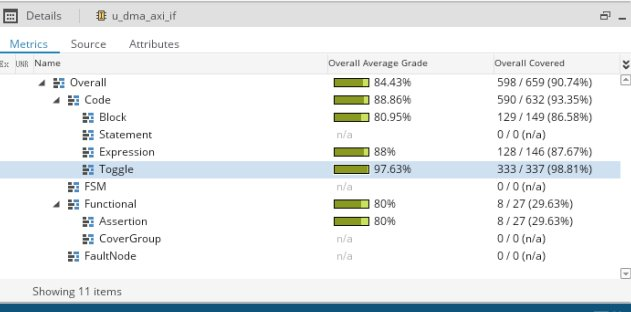 Details u_dma_axi_if
Metrics Source Attributes
Ex UNR Name Overall Average Grade Overall Covered
Overall 84.43% 598 / 659 (90.74%)
Code 88.86% 590 / 632 (93.35%)
Block 80.95% 129 / 149 (86.58%)
Statement n/a 0 / 0 (n/a)
Expression 88% 128 / 146 (87.67%)
Toggle 97.63% 333 / 337 (98.81%)
FSM n/a 0 / 0 (n/a)
Functional 80% 8 / 27 (29.63%)
Assertion 80% 8 / 27 (29.63%)
CoverGroup n/a 0 / 0 (n/a)
FaultNode n/a 0 / 0 (n/a)
Showing 11 items